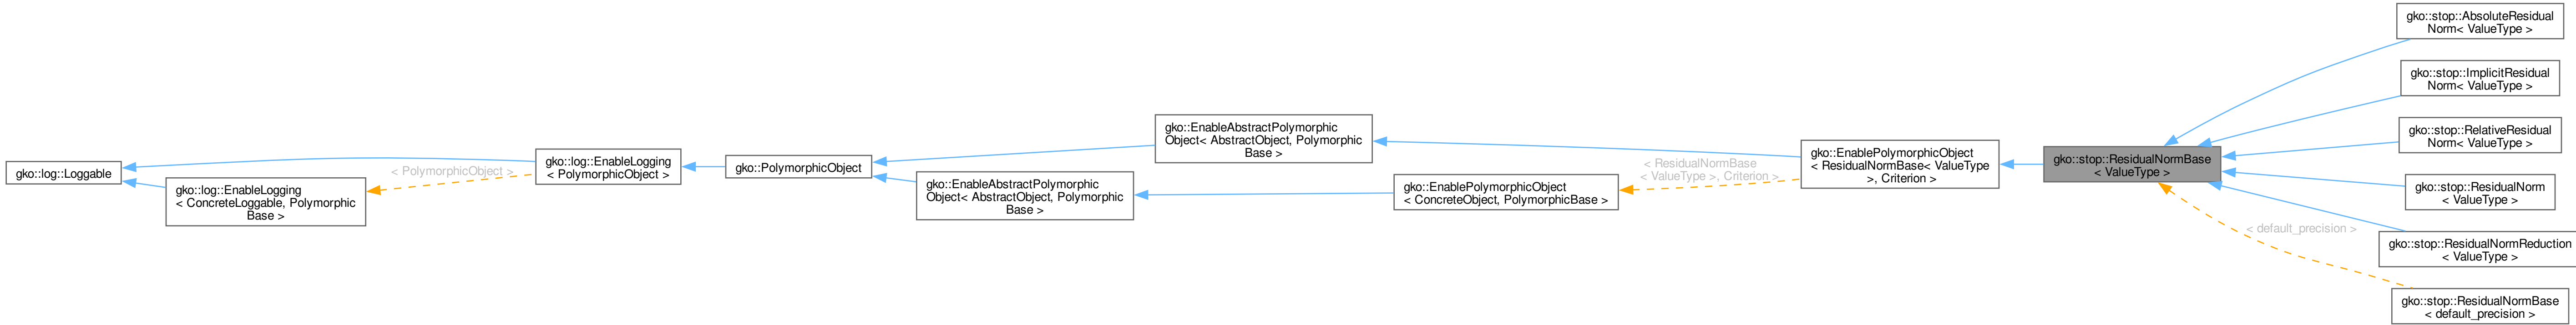 gko::log::Loggable
gko::log::EnableLogging
< ConcreteLoggable, Polymorphic
Base >
< PolymorphicObject >
gko::log::EnableLogging
< PolymorphicObject >
gko::PolymorphicObject
gko::EnableAbstractPolymorphic
Object< AbstractObject, Polymorphic
Base >
gko::EnableAbstractPolymorphic
Object< AbstractObject, Polymorphic
Base >
gko::EnablePolymorphicObject
< ConcreteObject, PolymorphicBase >
< ResidualNormBase
< ValueType >, Criterion >
gko::EnablePolymorphicObject
< ResidualNormBase< ValueType
>, Criterion >
gko::stop::ResidualNormBase
< ValueType >
gko::stop::AbsoluteResidual
Norm< ValueType >
gko::stop::ImplicitResidual
Norm< ValueType >
gko::stop::RelativeResidual
Norm< ValueType >
gko::stop::ResidualNorm
< ValueType >
gko::stop::ResidualNormReduction
< ValueType >
< default_precision >
gko::stop::ResidualNormBase
< default_precision >